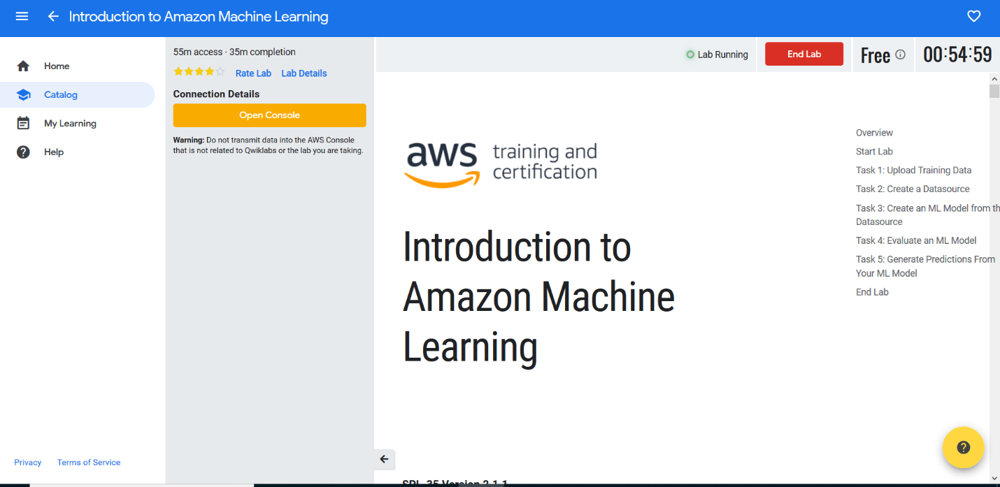 Introduction to Amazon Machine Learning
Home
Catalog
My Learning
Help
Privacy
Terms of Service
55m access · 35m completion
Rate Lab
Lab Details
Connection Details
Open Console
Warning: Do not transmit data into the AWS Console
that is not related to Qwiklabs or the lab you are taking.
Lab Running
End Lab
Free
00:54:59
aws
training and
certification
Introduction to
Amazon Machine
Learning
SPL-35 Version 2.1.1
Overview
Start Lab
Task 1: Upload Training Data
Task 2: Create a Datasource
Task 3: Create an ML Model from th
Datasource
Task 4: Evaluate an ML Model
Task 5: Generate Predictions From
Your ML Model
End Lab